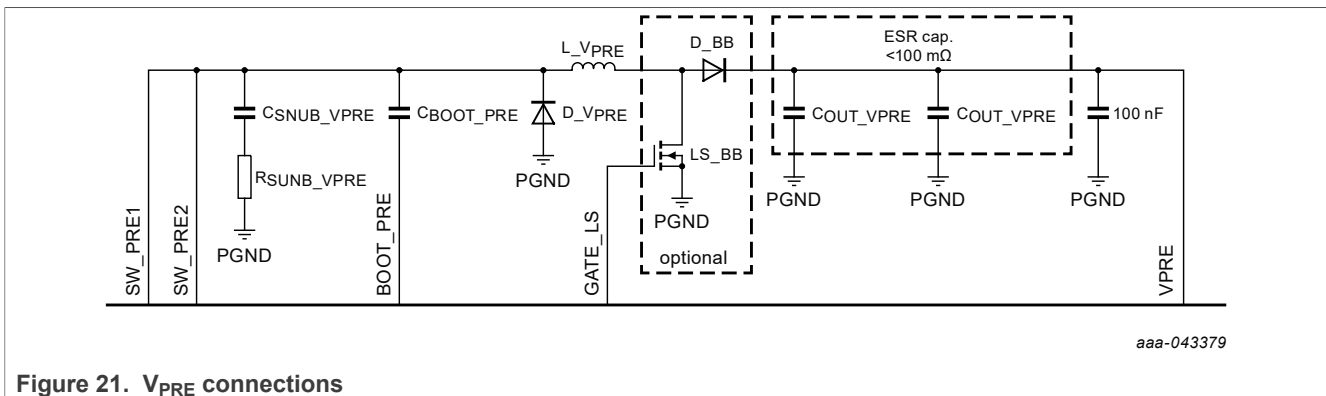 ESR cap.
<100 mΩ
L_VPRE
D_BB
CSNUB_VPRE
CBOOT_PRE
D_VPRE
COUT_VPRE
COUT_VPRE
100 nF
LS_BB
RSUNB_VPRE
PGND
PGND
PGND
PGND
PGND
PGND
optional
SW_PRE1
SW_PRE2
BOOT_PRE
GATE_LS
VPRE
aaa-043379
Figure 21. VPRE connections